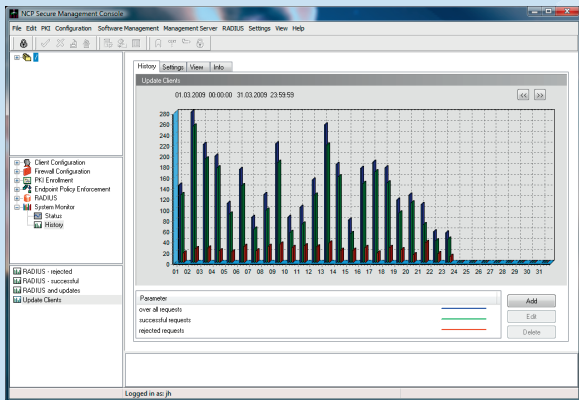 NCP Secure Management Console
File Edit PKI Configuration Software Management Management Server RADIUS Settings View Help
/
Client Configuration
Firewall Configuration
PKI Enrollment
Endpoint Policy Enforcement
RADIUS
System Monitor
Status
History
RADIUS - rejected
RADIUS - successful
RADIUS and updates
Update Clients
History Settings View Info
Update Clients
01.03.2009 00:00:00 31.03.2009 23:59:59
<< >>
280
260
240
220
200
180
160
140
120
100
80
60
40
20
0
01 02 03 04 05 06 07 08 09 10 11 12 13 14 15 16 17 18 19 20 21 22 23 24 25 26 27 28 29 30 31
Parameter
over all requests
successful requests
rejected requests
Add
Edit
Delete
Logged in as: jh